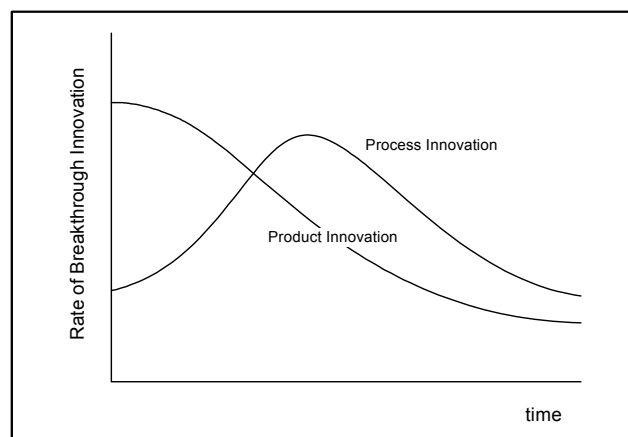 Rate of Breakthrough Innovation
Process Innovation
Product Innovation
time